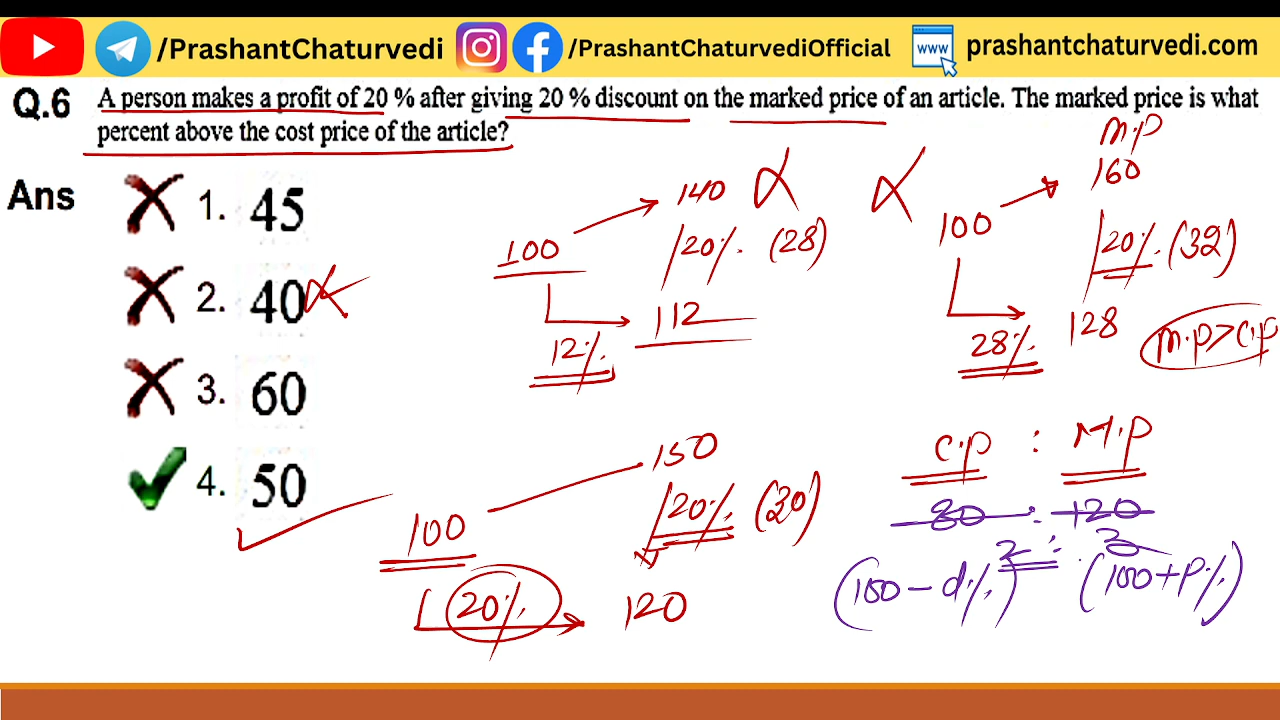 /PrashantChaturvedi /PrashantChaturvediOfficial www prashantchaturvedi.com
Q.6 A person makes a profit of 20 % after giving 20 % discount on the marked price of an article. The marked price is what
percent above the cost price of the article?
Ans
1. 45
2. 40
3. 60
4. 50
100 140
20% (28)
112
12%
M.P
100 160
20% (32)
128
28%
M.P > C.P
100 150
20% (30)
120
20%
C.P : M.P
80 : 120
2 : 3
(100 - d%) : (100 + P%)